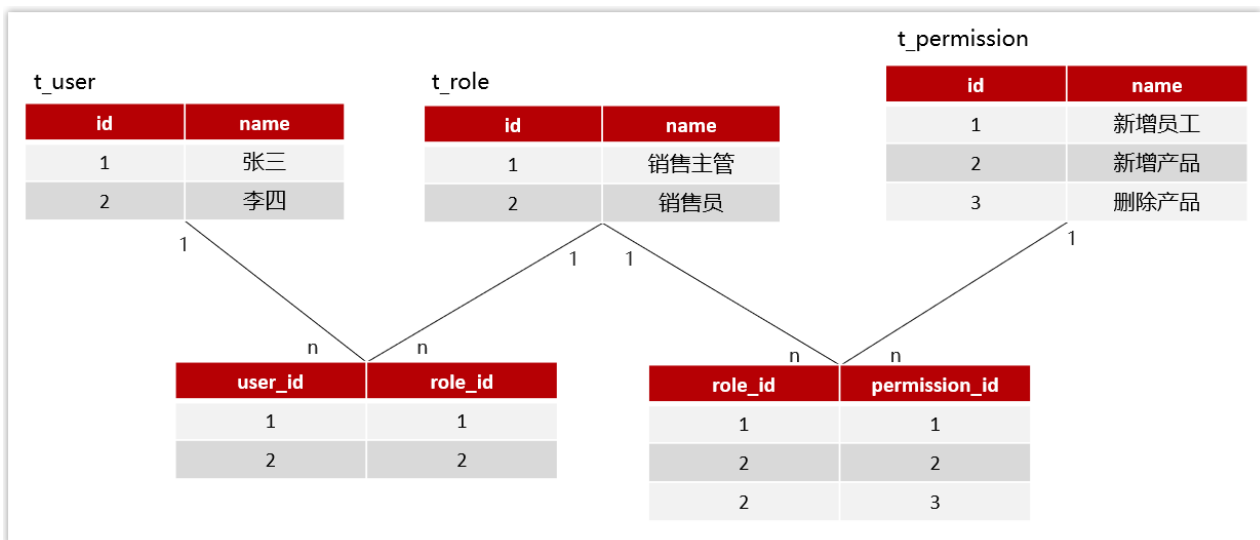 t_user
id name
1 张三
2 李四
t_role
id name
1 销售主管
2 销售员
t_permission
id name
1 新增员工
2 新增产品
3 删除产品
1
1
1
1
n
n
n
n
user_id role_id
1 1
2 2
role_id permission_id
1 1
2 2
2 3